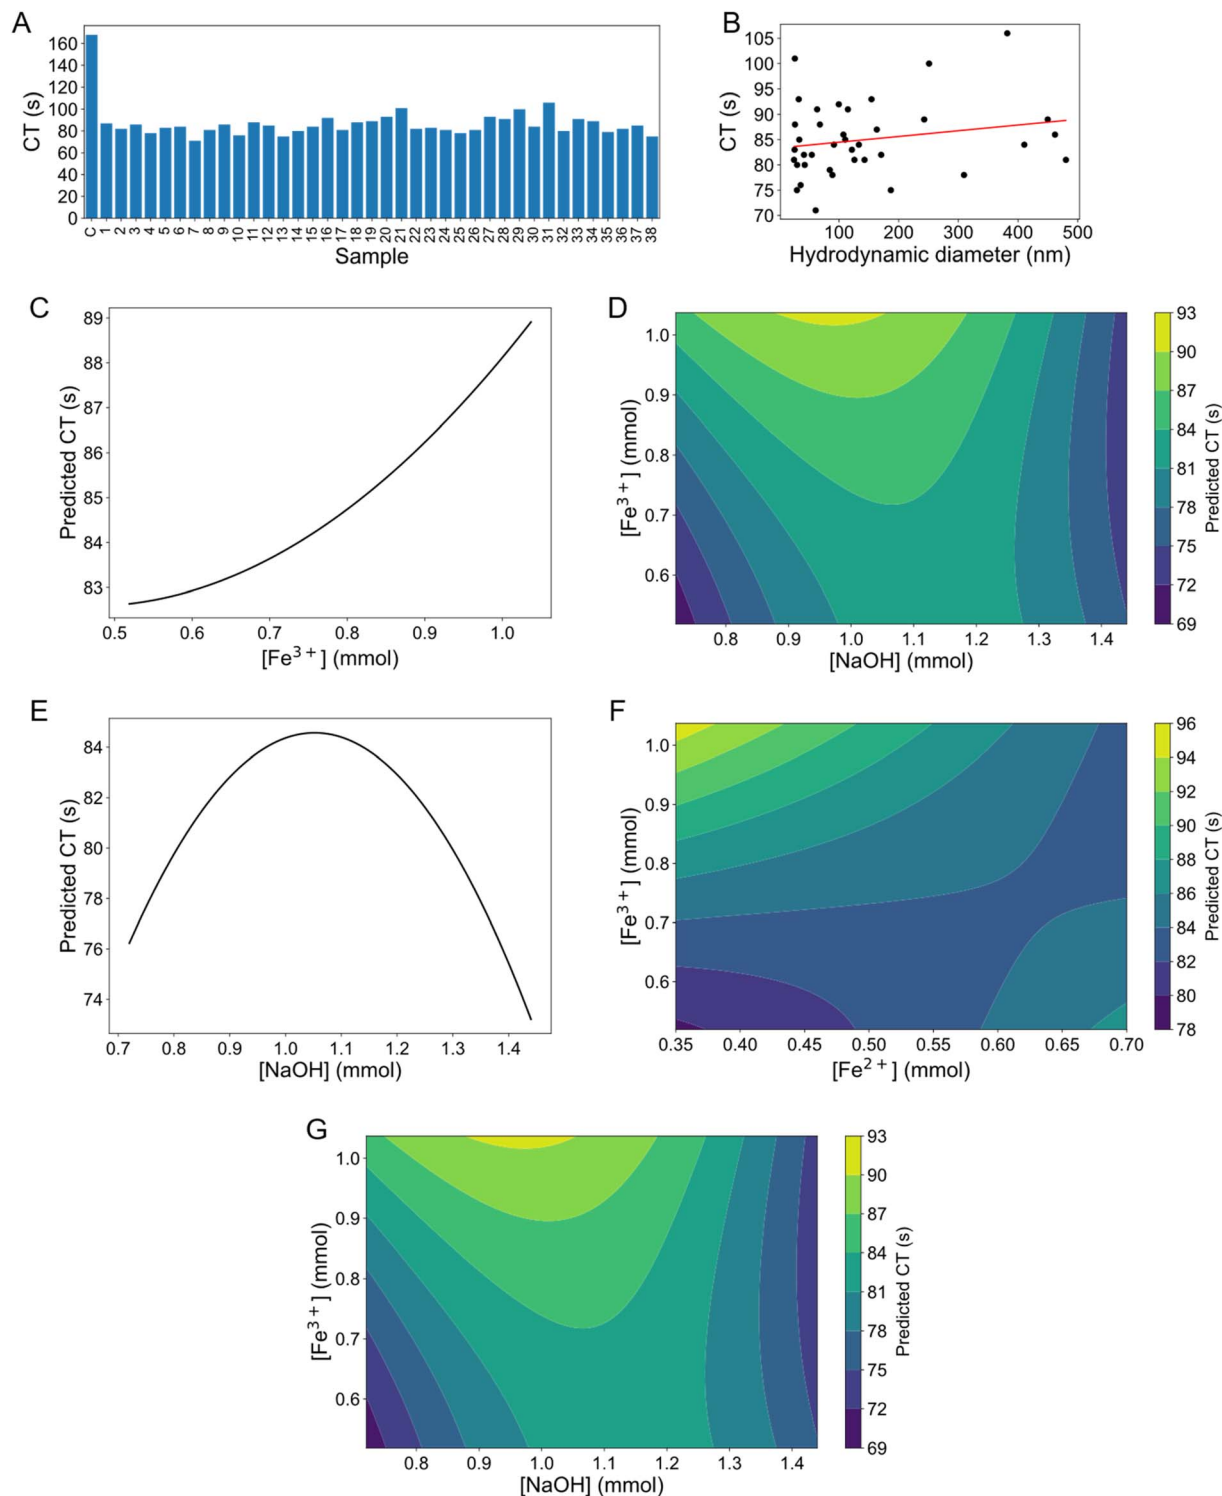 A
CT (s)
160
140
120
100
80
60
40
20
0
C 1 2 3 4 5 6 7 8 9 10 11 12 13 14 15 16 17 18 19 20 21 22 23 24 25 26 27 28 29 30 31 32 33 34 35 36 37 38
Sample
B
CT (s)
105
100
95
90
85
80
75
70
100 200 300 400 500
Hydrodynamic diameter (nm)
C
Predicted CT (s)
89
88
87
86
85
84
83
0.5 0.6 0.7 0.8 0.9 1.0
[Fe³⁺] (mmol)
D
[Fe³⁺] (mmol)
1.0
0.9
0.8
0.7
0.6
0.8 0.9 1.0 1.1 1.2 1.3 1.4
[NaOH] (mmol)
93
90
87
84
81
78
75
72
69
Predicted CT (s)
E
Predicted CT (s)
84
82
80
78
76
74
0.7 0.8 0.9 1.0 1.1 1.2 1.3 1.4
[NaOH] (mmol)
F
[Fe³⁺] (mmol)
1.0
0.9
0.8
0.7
0.6
0.35 0.40 0.45 0.50 0.55 0.60 0.65 0.70
[Fe²⁺] (mmol)
96
94
92
90
88
86
84
82
80
78
Predicted CT (s)
G
[Fe³⁺] (mmol)
1.0
0.9
0.8
0.7
0.6
0.8 0.9 1.0 1.1 1.2 1.3 1.4
[NaOH] (mmol)
93
90
87
84
81
78
75
72
69
Predicted CT (s)